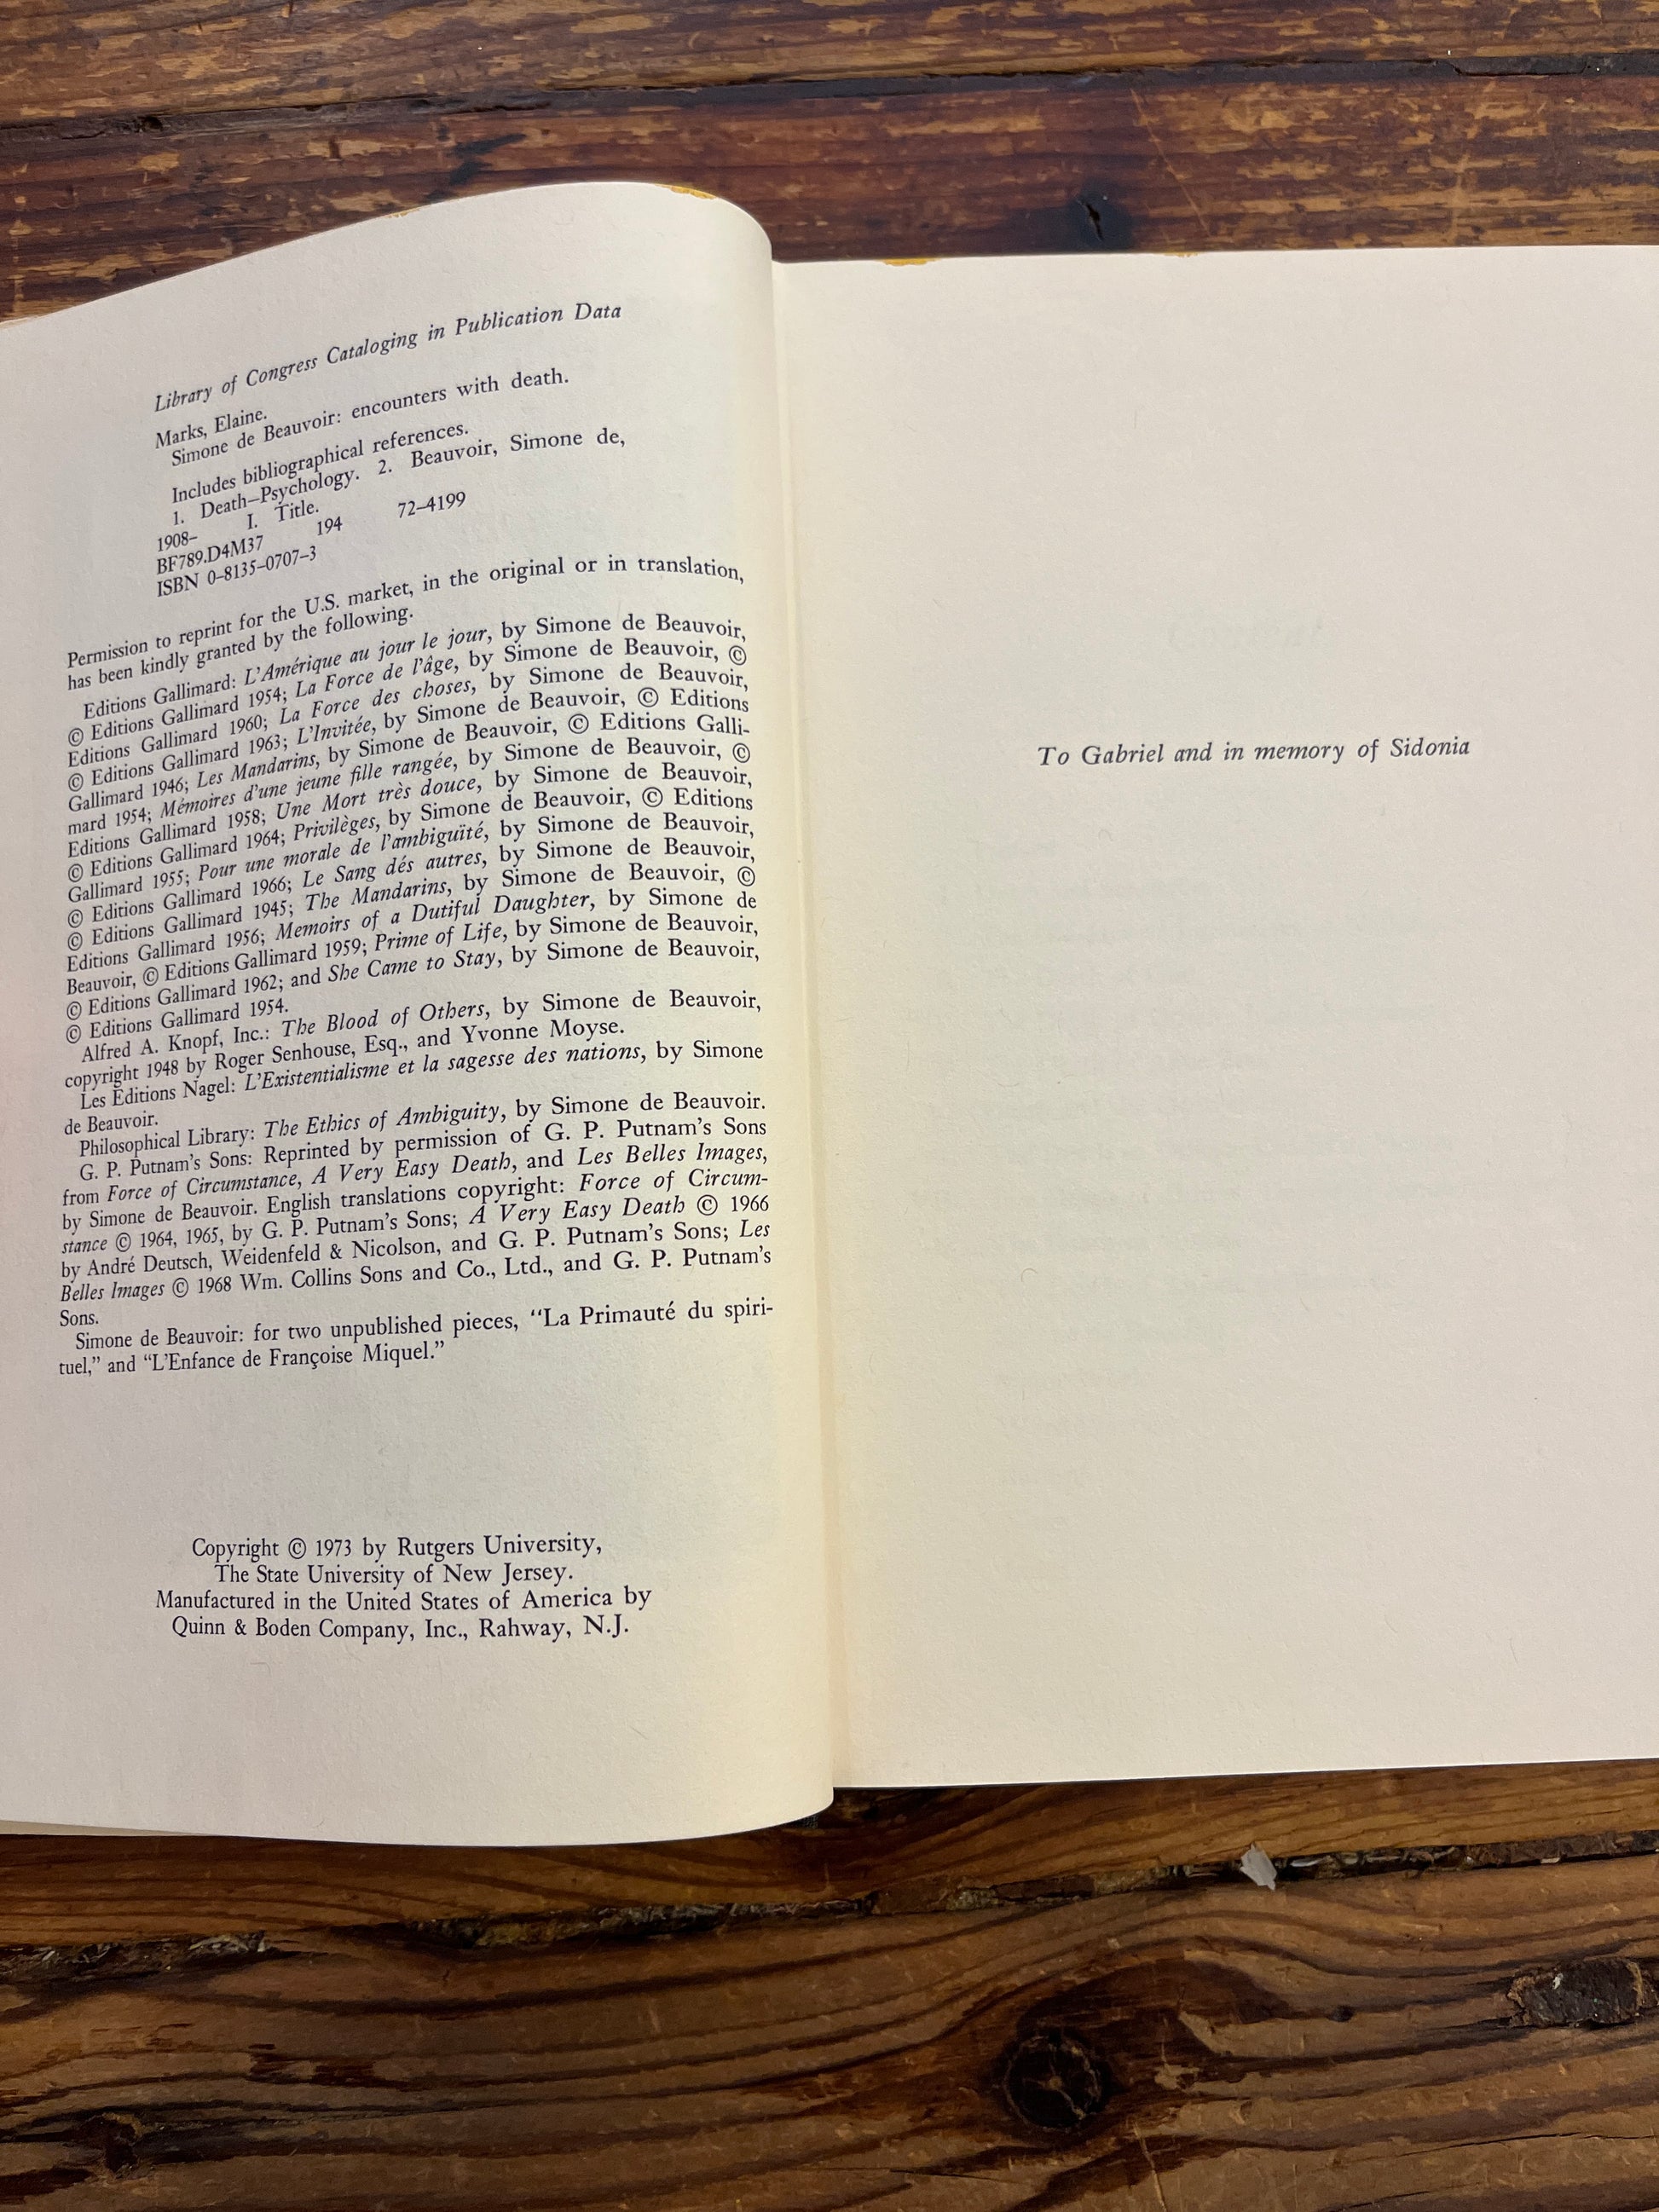 Library of Congress Cataloging in Publication Data
Marks, Elaine.
Simone de Beauvoir: encounters with death.
Includes bibliographical references.
1. Death—Psychology. 2. Beauvoir, Simone de,
1908– I. Title.
BF789.D4M37 194 72–4199
ISBN 0–8135–0707–3
Permission to reprint for the U.S. market, in the original or in translation,
has been kindly granted by the following.
Editions Gallimard: L'Amérique au jour le jour, by Simone de Beauvoir,
© Editions Gallimard 1954; La Force de l'âge, by Simone de Beauvoir, ©
Editions Gallimard 1960; La Force des choses, by Simone de Beauvoir,
© Editions Gallimard 1963; L'Invitée, by Simone de Beauvoir, © Editions
Gallimard 1946; Les Mandarins, by Simone de Beauvoir, © Editions Galli-
mard 1954; Mémoires d'une jeune fille rangée, by Simone de Beauvoir, ©
Editions Gallimard 1958; Une Mort très douce, by Simone de Beauvoir,
© Editions Gallimard 1964; Privilèges, by Simone de Beauvoir, © Editions
Gallimard 1955; Pour une morale de l'ambiguïté, by Simone de Beauvoir,
© Editions Gallimard 1966; Le Sang dés autres, by Simone de Beauvoir,
© Editions Gallimard 1945; The Mandarins, by Simone de Beauvoir, ©
Editions Gallimard 1956; Memoirs of a Dutiful Daughter, by Simone de
Beauvoir, © Editions Gallimard 1959; Prime of Life, by Simone de Beauvoir,
© Editions Gallimard 1962; and She Came to Stay, by Simone de Beauvoir,
© Editions Gallimard 1954.
Alfred A. Knopf, Inc.: The Blood of Others, by Simone de Beauvoir,
copyright 1948 by Roger Senhouse, Esq., and Yvonne Moyse.
Les Editions Nagel: L'Existentialisme et la sagesse des nations, by Simone
de Beauvoir.
Philosophical Library: The Ethics of Ambiguity, by Simone de Beauvoir.
G. P. Putnam's Sons: Reprinted by permission of G. P. Putnam's Sons
from Force of Circumstance, A Very Easy Death, and Les Belles Images,
by Simone de Beauvoir. English translations copyright: Force of Circum-
stance © 1964, 1965, by G. P. Putnam's Sons; A Very Easy Death © 1966
by André Deutsch, Weidenfeld & Nicolson, and G. P. Putnam's Sons; Les
Belles Images © 1968 Wm. Collins Sons and Co., Ltd., and G. P. Putnam's
Sons.
Simone de Beauvoir: for two unpublished pieces, "La Primauté du spiri-
tuel," and "L'Enfance de Françoise Miquel."
Copyright © 1973 by Rutgers University,
The State University of New Jersey.
Manufactured in the United States of America by
Quinn & Boden Company, Inc., Rahway, N.J.
To Gabriel and in memory of Sidonia